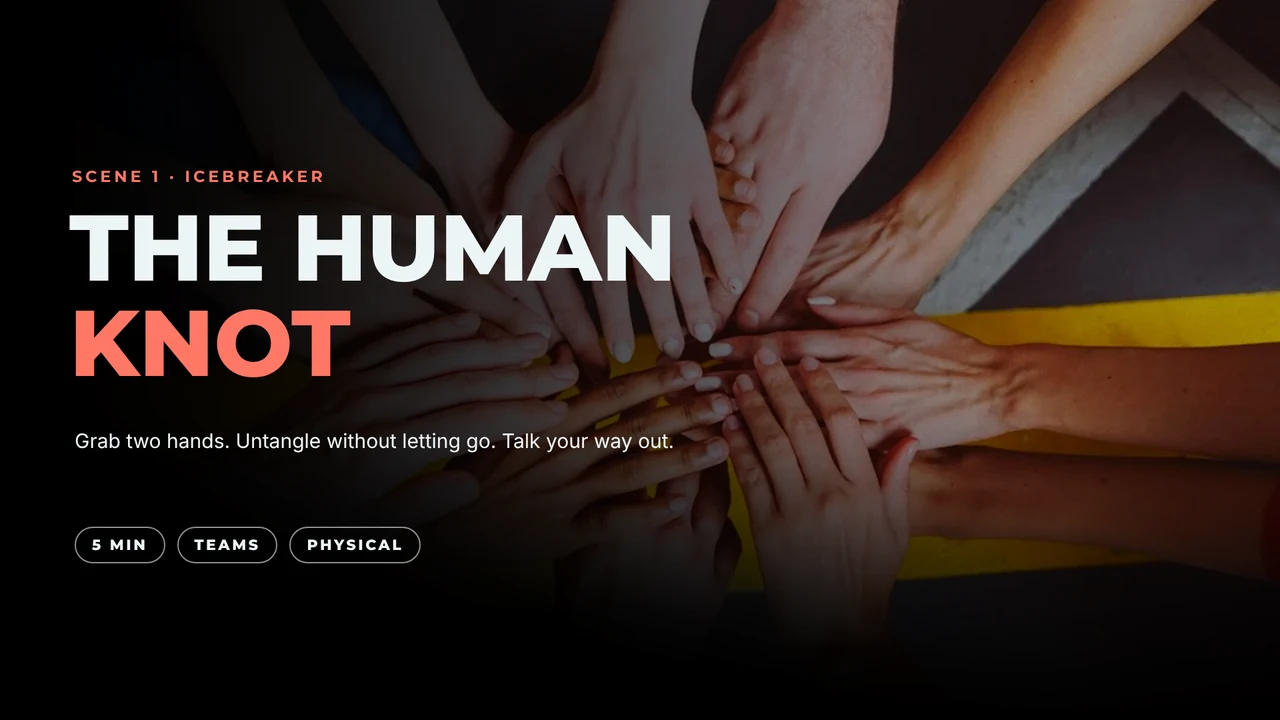 SCENE 1 · ICEBREAKER
THE HUMAN
KNOT
Grab two hands. Untangle without letting go. Talk your way out.
5 MIN TEAMS PHYSICAL